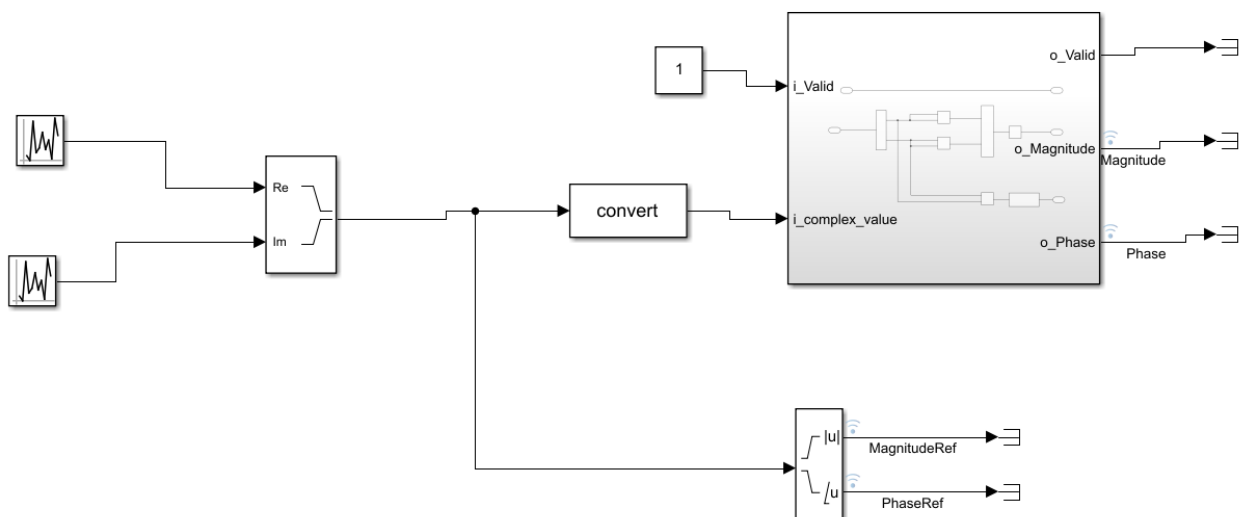 1
i_Valid
o_Valid
o_Magnitude
Magnitude
Re
Im
convert
i_complex_value
o_Phase
Phase
|u|
MagnitudeRef
∠u
PhaseRef